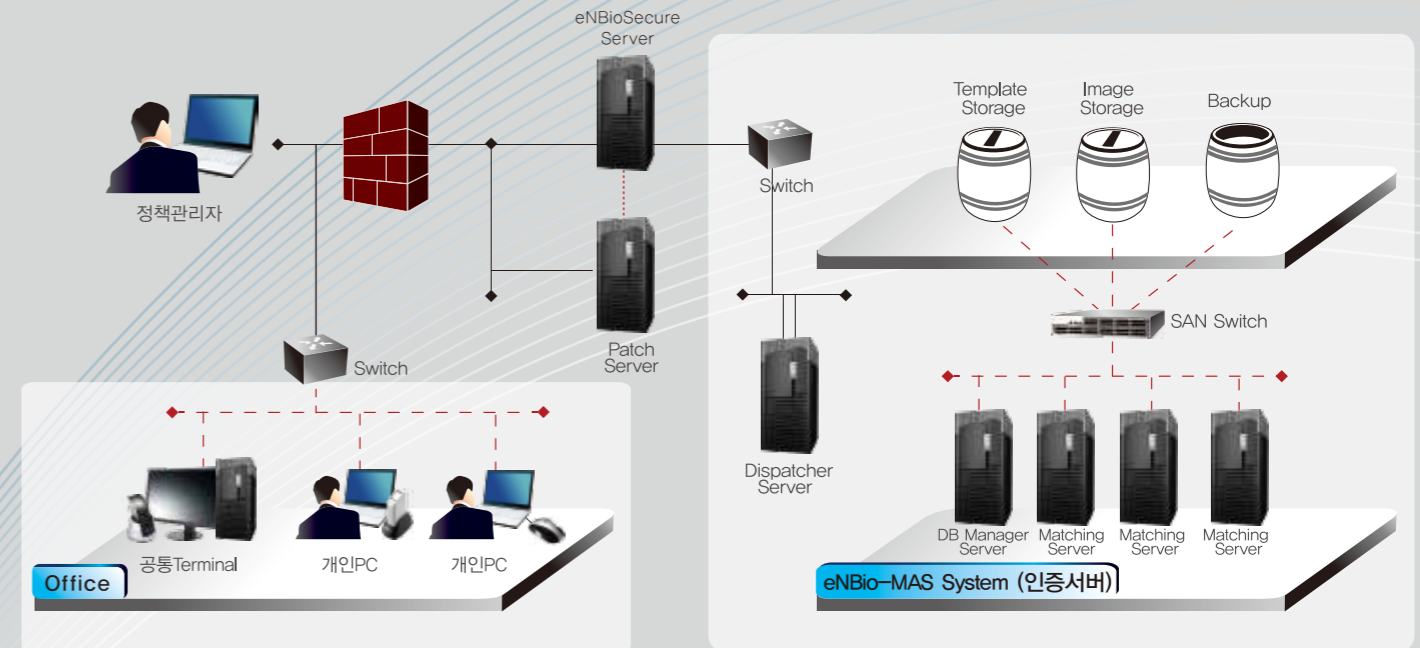 eNBioSecure
Server
Template
Storage
Image
Storage
Backup
Switch
정책관리자
SAN Switch
Patch
Server
Switch
Dispatcher
Server
DB Manager
Server
Matching
Server
Matching
Server
Matching
Server
공통Terminal
개인PC
개인PC
Office
eNBio-MAS System (인증서버)